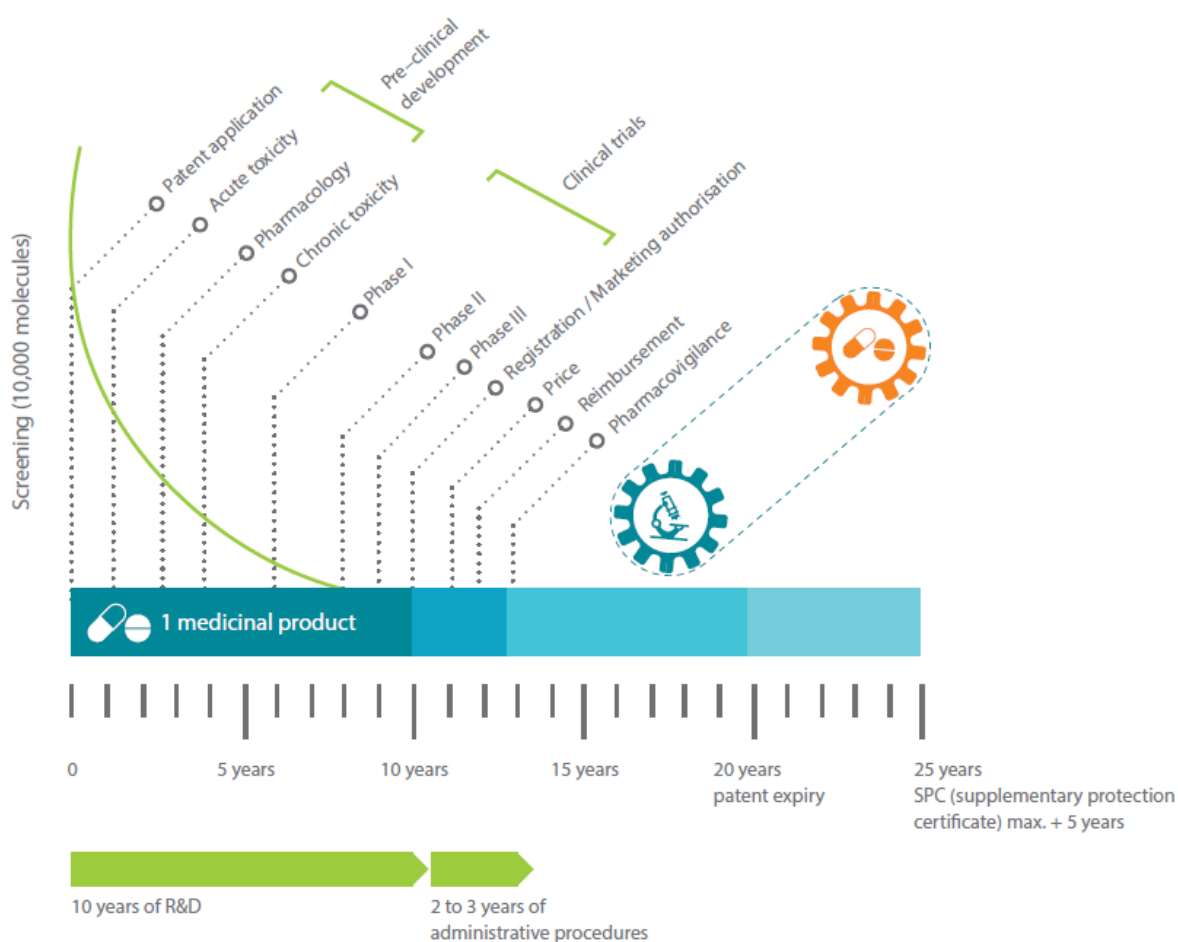 Pre–clinical
development
Patent application
Acute toxicity
Pharmacology
Chronic toxicity
Clinical trials
Phase I
Phase II
Phase III
Registration / Marketing authorisation
Price
Reimbursement
Pharmacovigilance
Screening (10,000 molecules)
1 medicinal product
0
5 years
10 years
15 years
20 years
patent expiry
25 years
SPC (supplementary protection
certificate) max. + 5 years
10 years of R&D
2 to 3 years of
administrative procedures